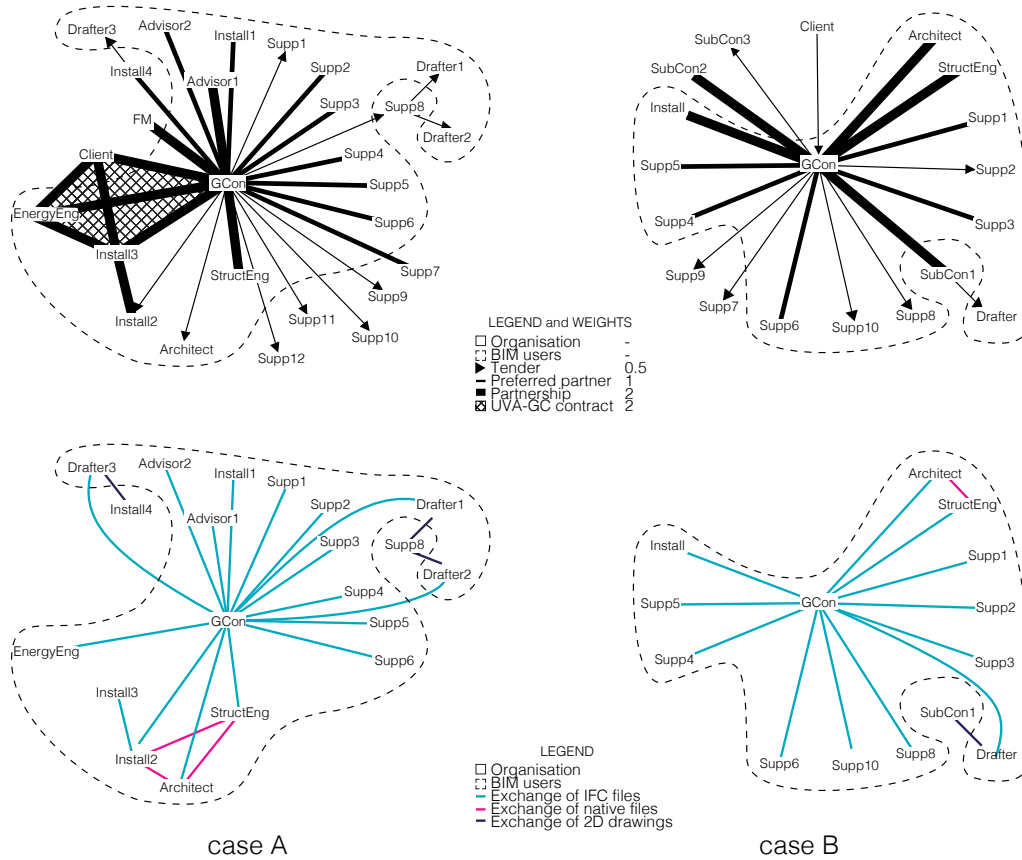 Drafter3
Advisor2
Install1
Supp1
Install4
Advisor1
Supp2
Drafter1
Supp3
Supp8
FM
Drafter2
Client
Supp4
GCon
Supp5
EnergyEng
Supp6
Install3
StructEng
Supp7
Supp9
Install2
Supp11
Architect
Supp10
Supp12
Client
SubCon3
Architect
SubCon2
StructEng
Install
Supp1
GCon
Supp5
Supp2
Supp4
Supp3
Supp9
SubCon1
Supp7
Supp6
Supp10
Supp8
Drafter
LEGEND and WEIGHTS
Organisation -
BIM users -
Tender 0.5
Preferred partner 1
Partnership 2
UVA-GC contract 2
Drafter3
Advisor2
Install1
Supp1
Install4
Advisor1
Supp2
Drafter1
Supp3
Supp8
Drafter2
Supp4
GCon
Supp5
EnergyEng
Supp6
Install3
StructEng
Install2
Architect
Architect
StructEng
Install
Supp1
Supp5
GCon
Supp2
Supp4
Supp3
SubCon1
Supp6
Supp10
Supp8
Drafter
LEGEND
Organisation
BIM users
Exchange of IFC files
Exchange of native files
Exchange of 2D drawings
case A
case B